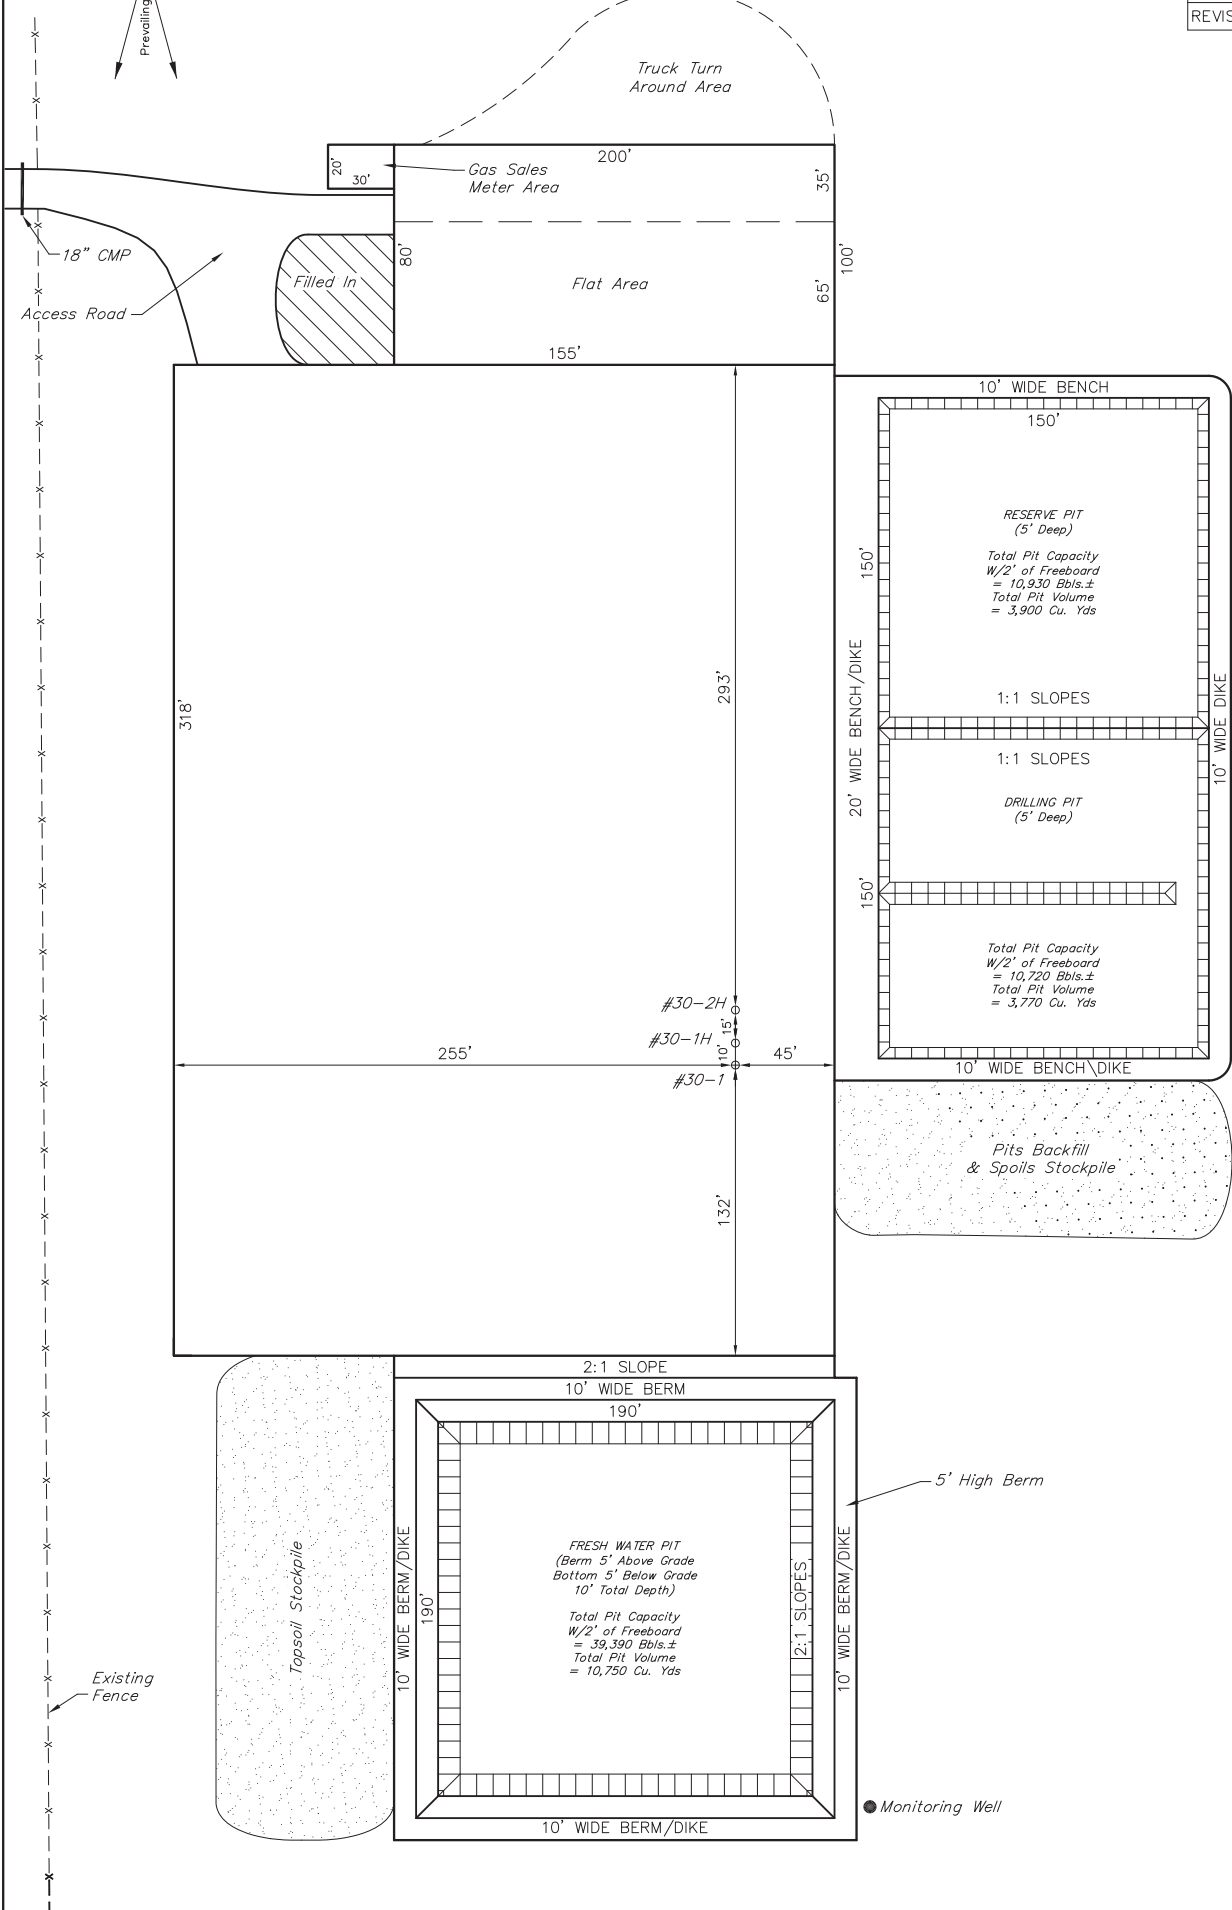 REVIS
Prevailing
Truck Turn
Around Area
200'
20'
30'
Gas Sales
Meter Area
35'
18" CMP
80'
100'
Filled In
Flat Area
65'
Access Road
155'
10' WIDE BENCH
150'
RESERVE PIT
(5' Deep)
Total Pit Capacity
W/2' of Freeboard
= 10,930 Bbls.±
Total Pit Volume
= 3,900 Cu. Yds
150'
1:1 SLOPES
318'
293'
20' WIDE BENCH/DIKE
10' WIDE DIKE
1:1 SLOPES
DRILLING PIT
(5' Deep)
150'
Total Pit Capacity
W/2' of Freeboard
= 10,720 Bbls.±
Total Pit Volume
= 3,770 Cu. Yds
#30-2H
15'
#30-1H
10'
255'
45'
#30-1
10' WIDE BENCH\DIKE
Pits Backfill
& Spoils Stockpile
132'
2:1 SLOPE
10' WIDE BERM
190'
5' High Berm
FRESH WATER PIT
(Berm 5' Above Grade
Bottom 5' Below Grade
10' Total Depth)
Total Pit Capacity
W/2' of Freeboard
= 39,390 Bbls.±
Total Pit Volume
= 10,750 Cu. Yds
Topsoil Stockpile
10' WIDE BERM/DIKE
190'
2:1 SLOPES
10' WIDE BERM/DIKE
Existing
Fence
Monitoring Well
10' WIDE BERM/DIKE